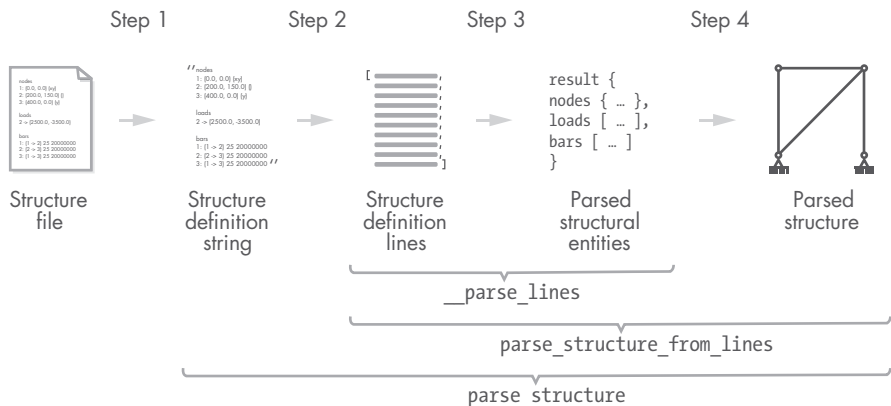 Step 1
Step 2
Step 3
Step 4
nodes
1: (0.0, 0.0) (xy)
2: (200.0, 150.0) ()
3: (400.0, 0.0) (y)
loads
2 -> (2500.0, -3500.0)
bars
1: (1 -> 2) 25 20000000
2: (2 -> 3) 25 20000000
3: (1 -> 3) 25 20000000
"nodes
1: (0.0, 0.0) (xy)
2: (200.0, 150.0) ()
3: (400.0, 0.0) (y)
loads
2 -> (2500.0, -3500.0)
bars
1: (1 -> 2) 25 20000000
2: (2 -> 3) 25 20000000
3: (1 -> 3) 25 20000000"
[ , , , , , , , , , ]
result {
nodes { … },
loads [ … ],
bars [ … ]
}
Structure
file
Structure
definition
string
Structure
definition
lines
Parsed
structural
entities
Parsed
structure
__parse_lines
parse_structure_from_lines
parse structure